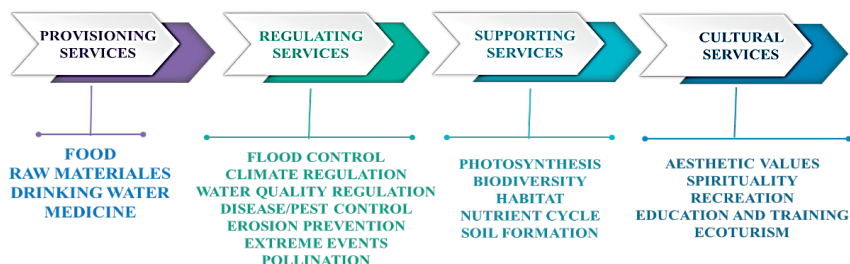 PROVISIONING
SERVICES
REGULATING
SERVICES
SUPPORTING
SERVICES
CULTURAL
SERVICES
FOOD
RAW MATERIALES
DRINKING WATER
MEDICINE
FLOOD CONTROL
CLIMATE REGULATION
WATER QUALITY REGULATION
DISEASE/PEST CONTROL
EROSION PREVENTION
EXTREME EVENTS
POLLINATION
PHOTOSYNTHESIS
BIODIVERSITY
HABITAT
NUTRIENT CYCLE
SOIL FORMATION
AESTHETIC VALUES
SPIRITUALITY
RECREATION
EDUCATION AND TRAINING
ECOTURISM